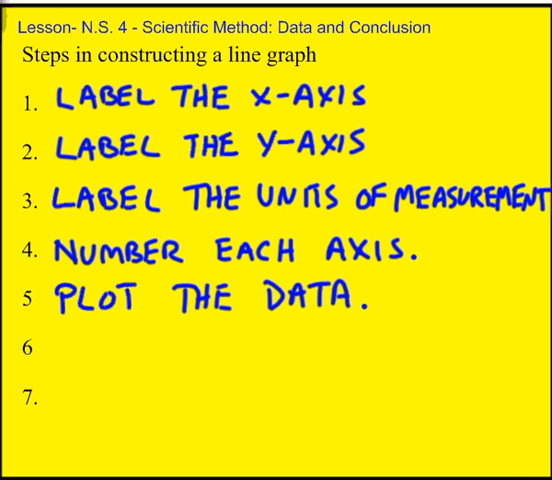 Lesson- N.S. 4 - Scientific Method: Data and Conclusion
Steps in constructing a line graph
1. LABEL THE X-AXIS
2. LABEL THE Y-AXIS
3. LABEL THE UNITS OF MEASUREMENT
4. NUMBER EACH AXIS.
5 PLOT THE DATA.
6
7.